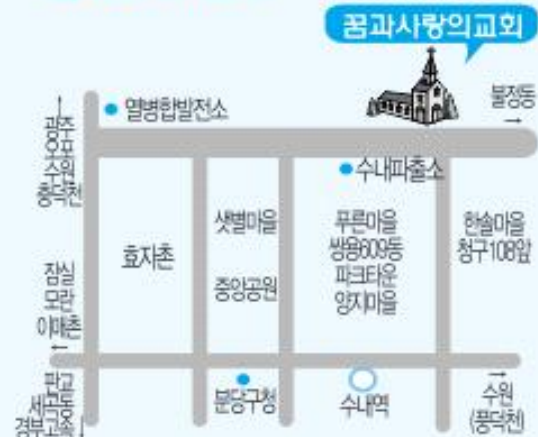 꿈과사랑의교회
불정동
→
열병합발전소
↑
광주
오포
수원
충덕천
수내파출소
샛별마을
중앙공원
푸른마을
쌍용609동
파크타운
양지마을
한솔마을
청구108앞
효자촌
잠실
모란
이매촌
←
판교
세곡동
경부고속↓
분당구청
수내역
→
수원
(풍덕천)